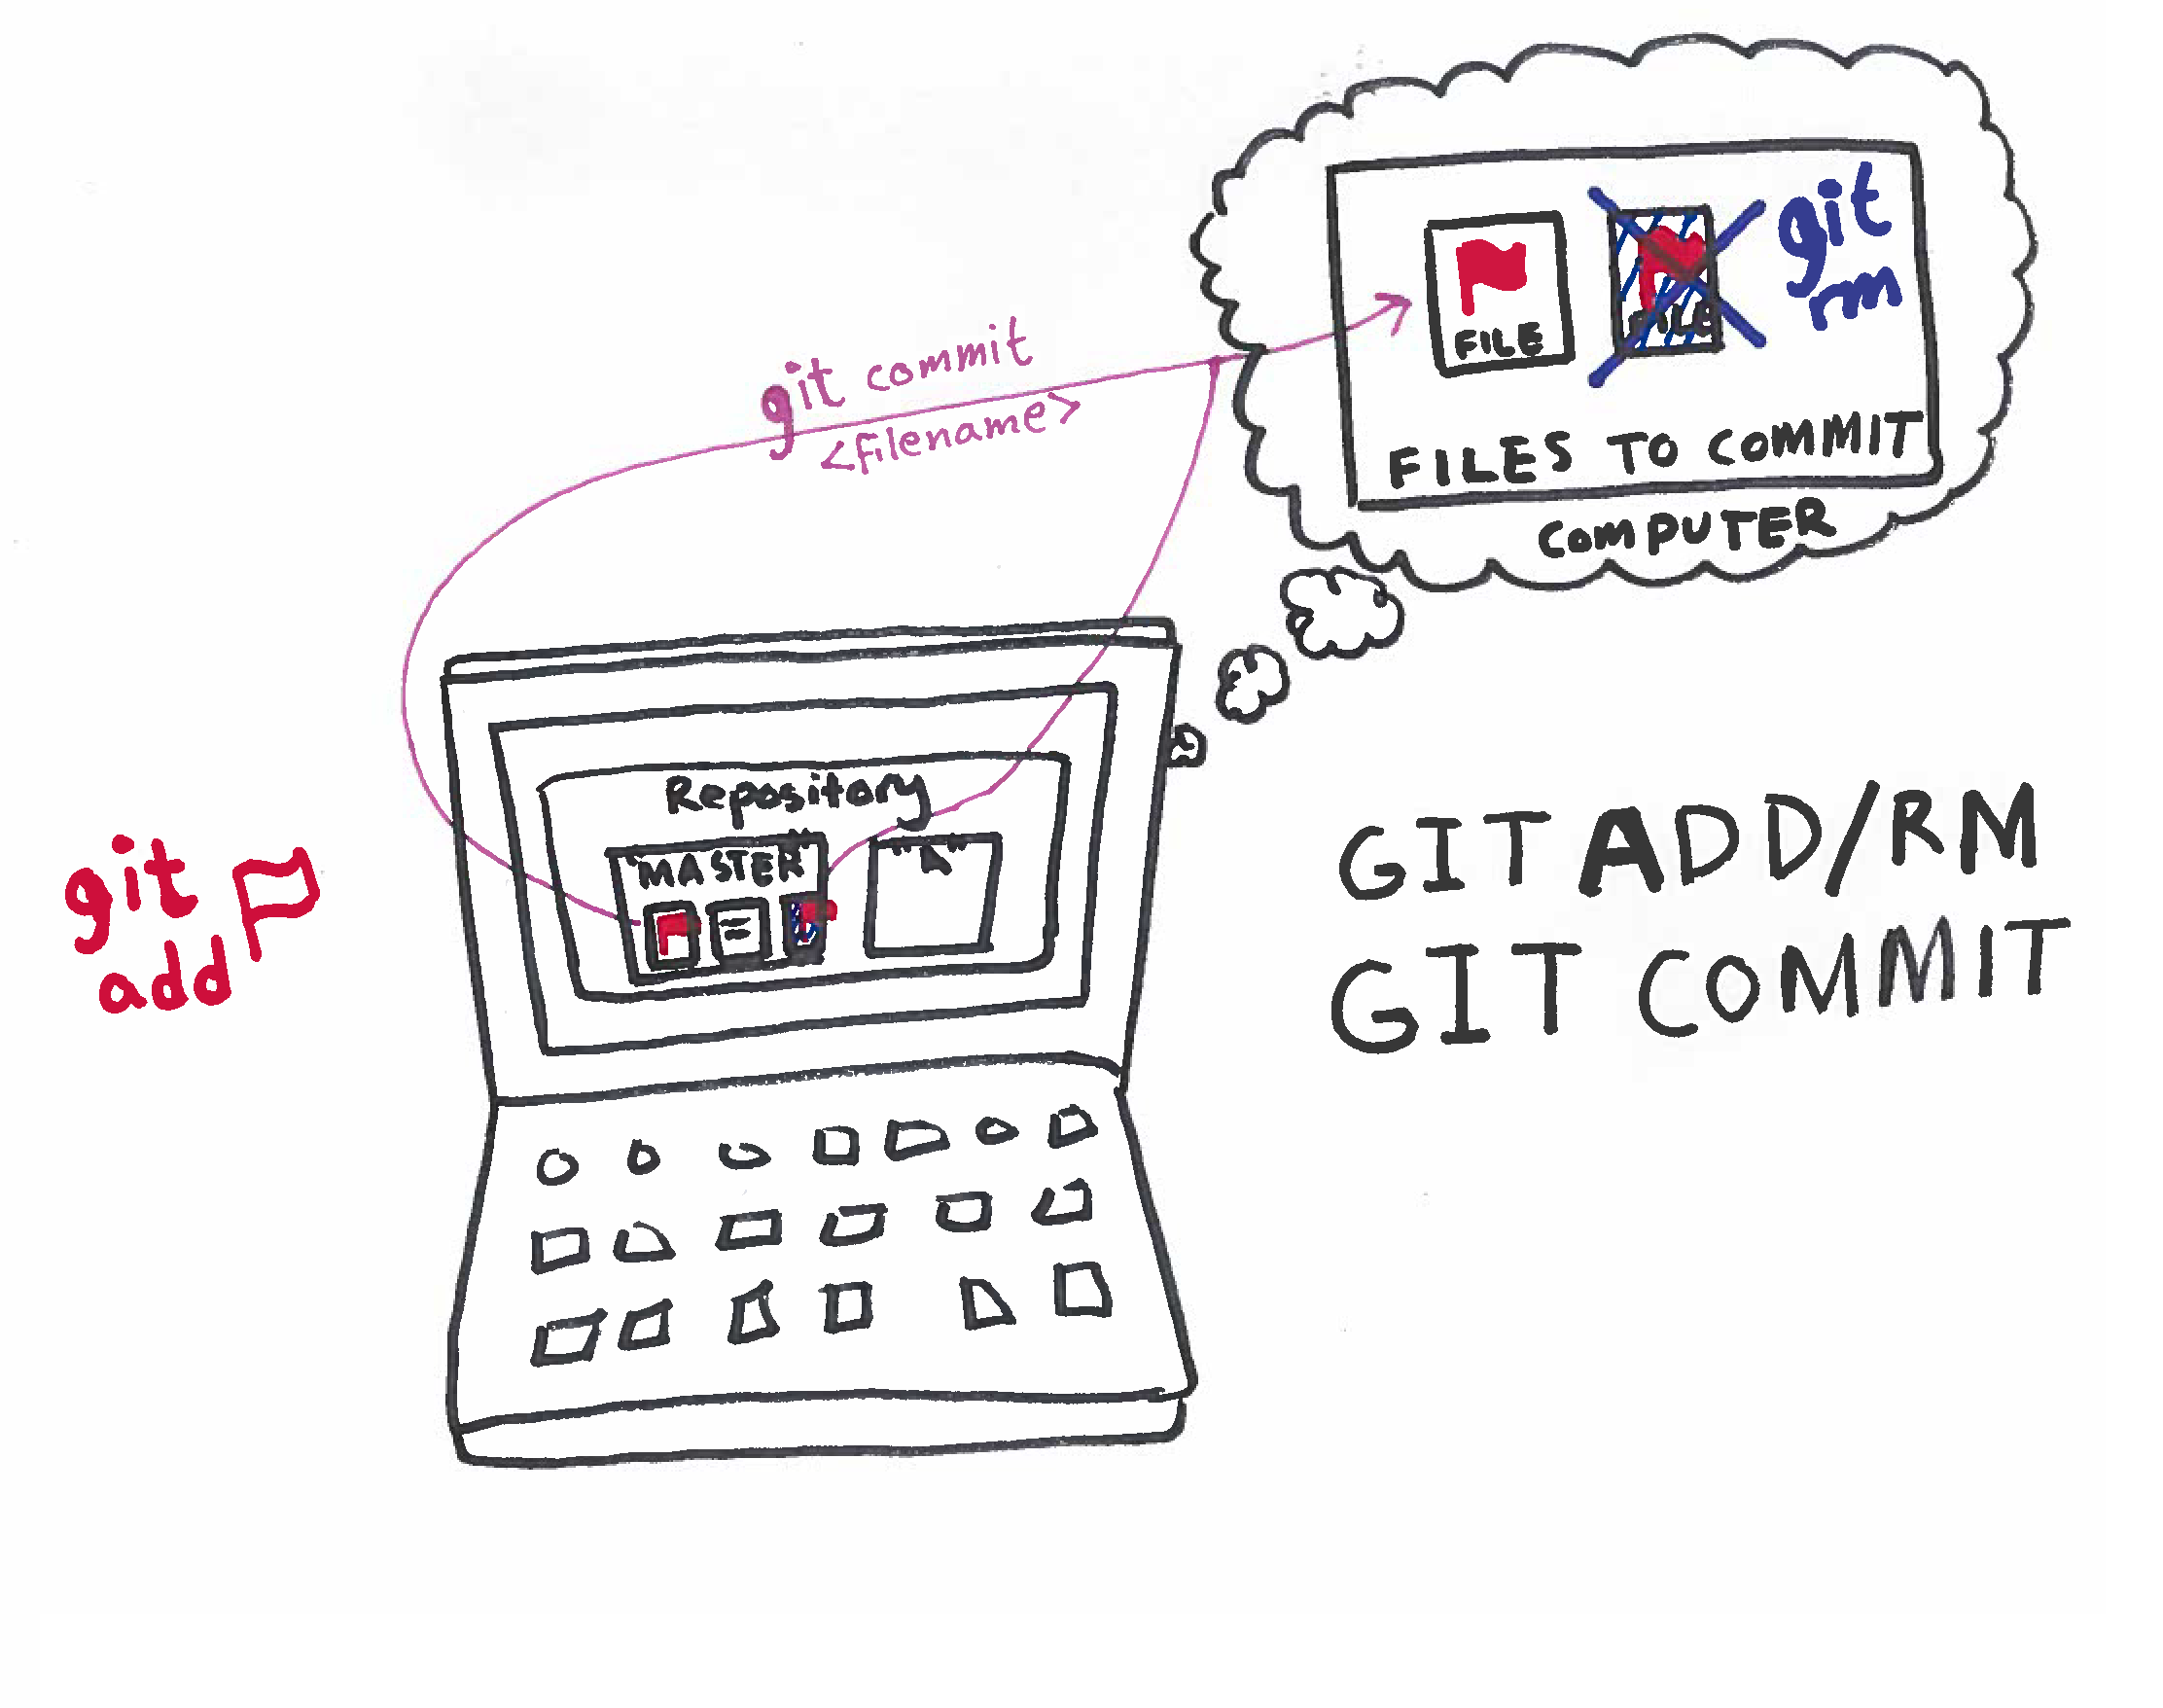 git
rm
FILE
FILE
FILES TO COMMIT
COMPUTER
git commit
<filename>
Repository
"MASTER"
"A"
git
add
GIT ADD/RM
GIT COMMIT